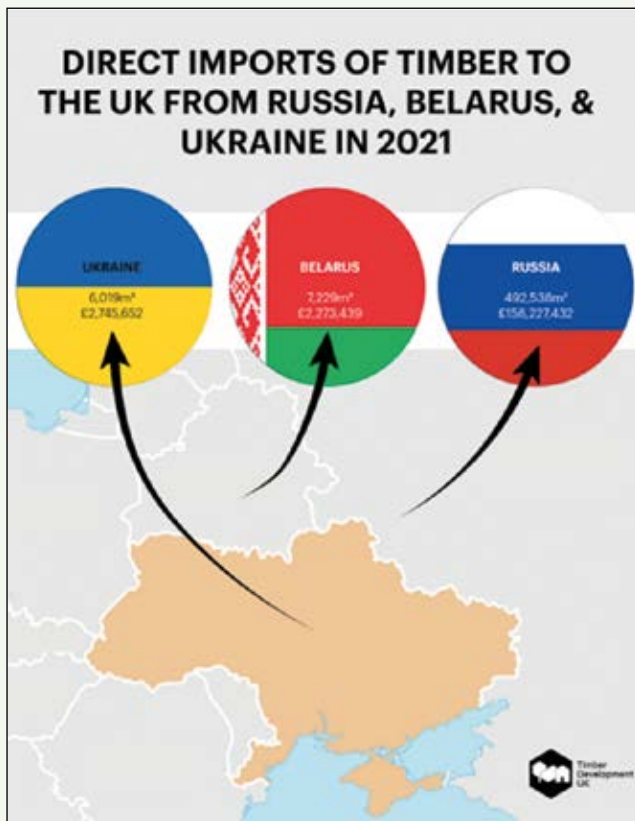 DIRECT IMPORTS OF TIMBER TO
THE UK FROM RUSSIA, BELARUS, &
UKRAINE IN 2021
UKRAINE
6,019m³
£2,745,652
BELARUS
7,229m³
£2,273,439
RUSSIA
492,538m³
£158,227,432
Timber
Development
UK